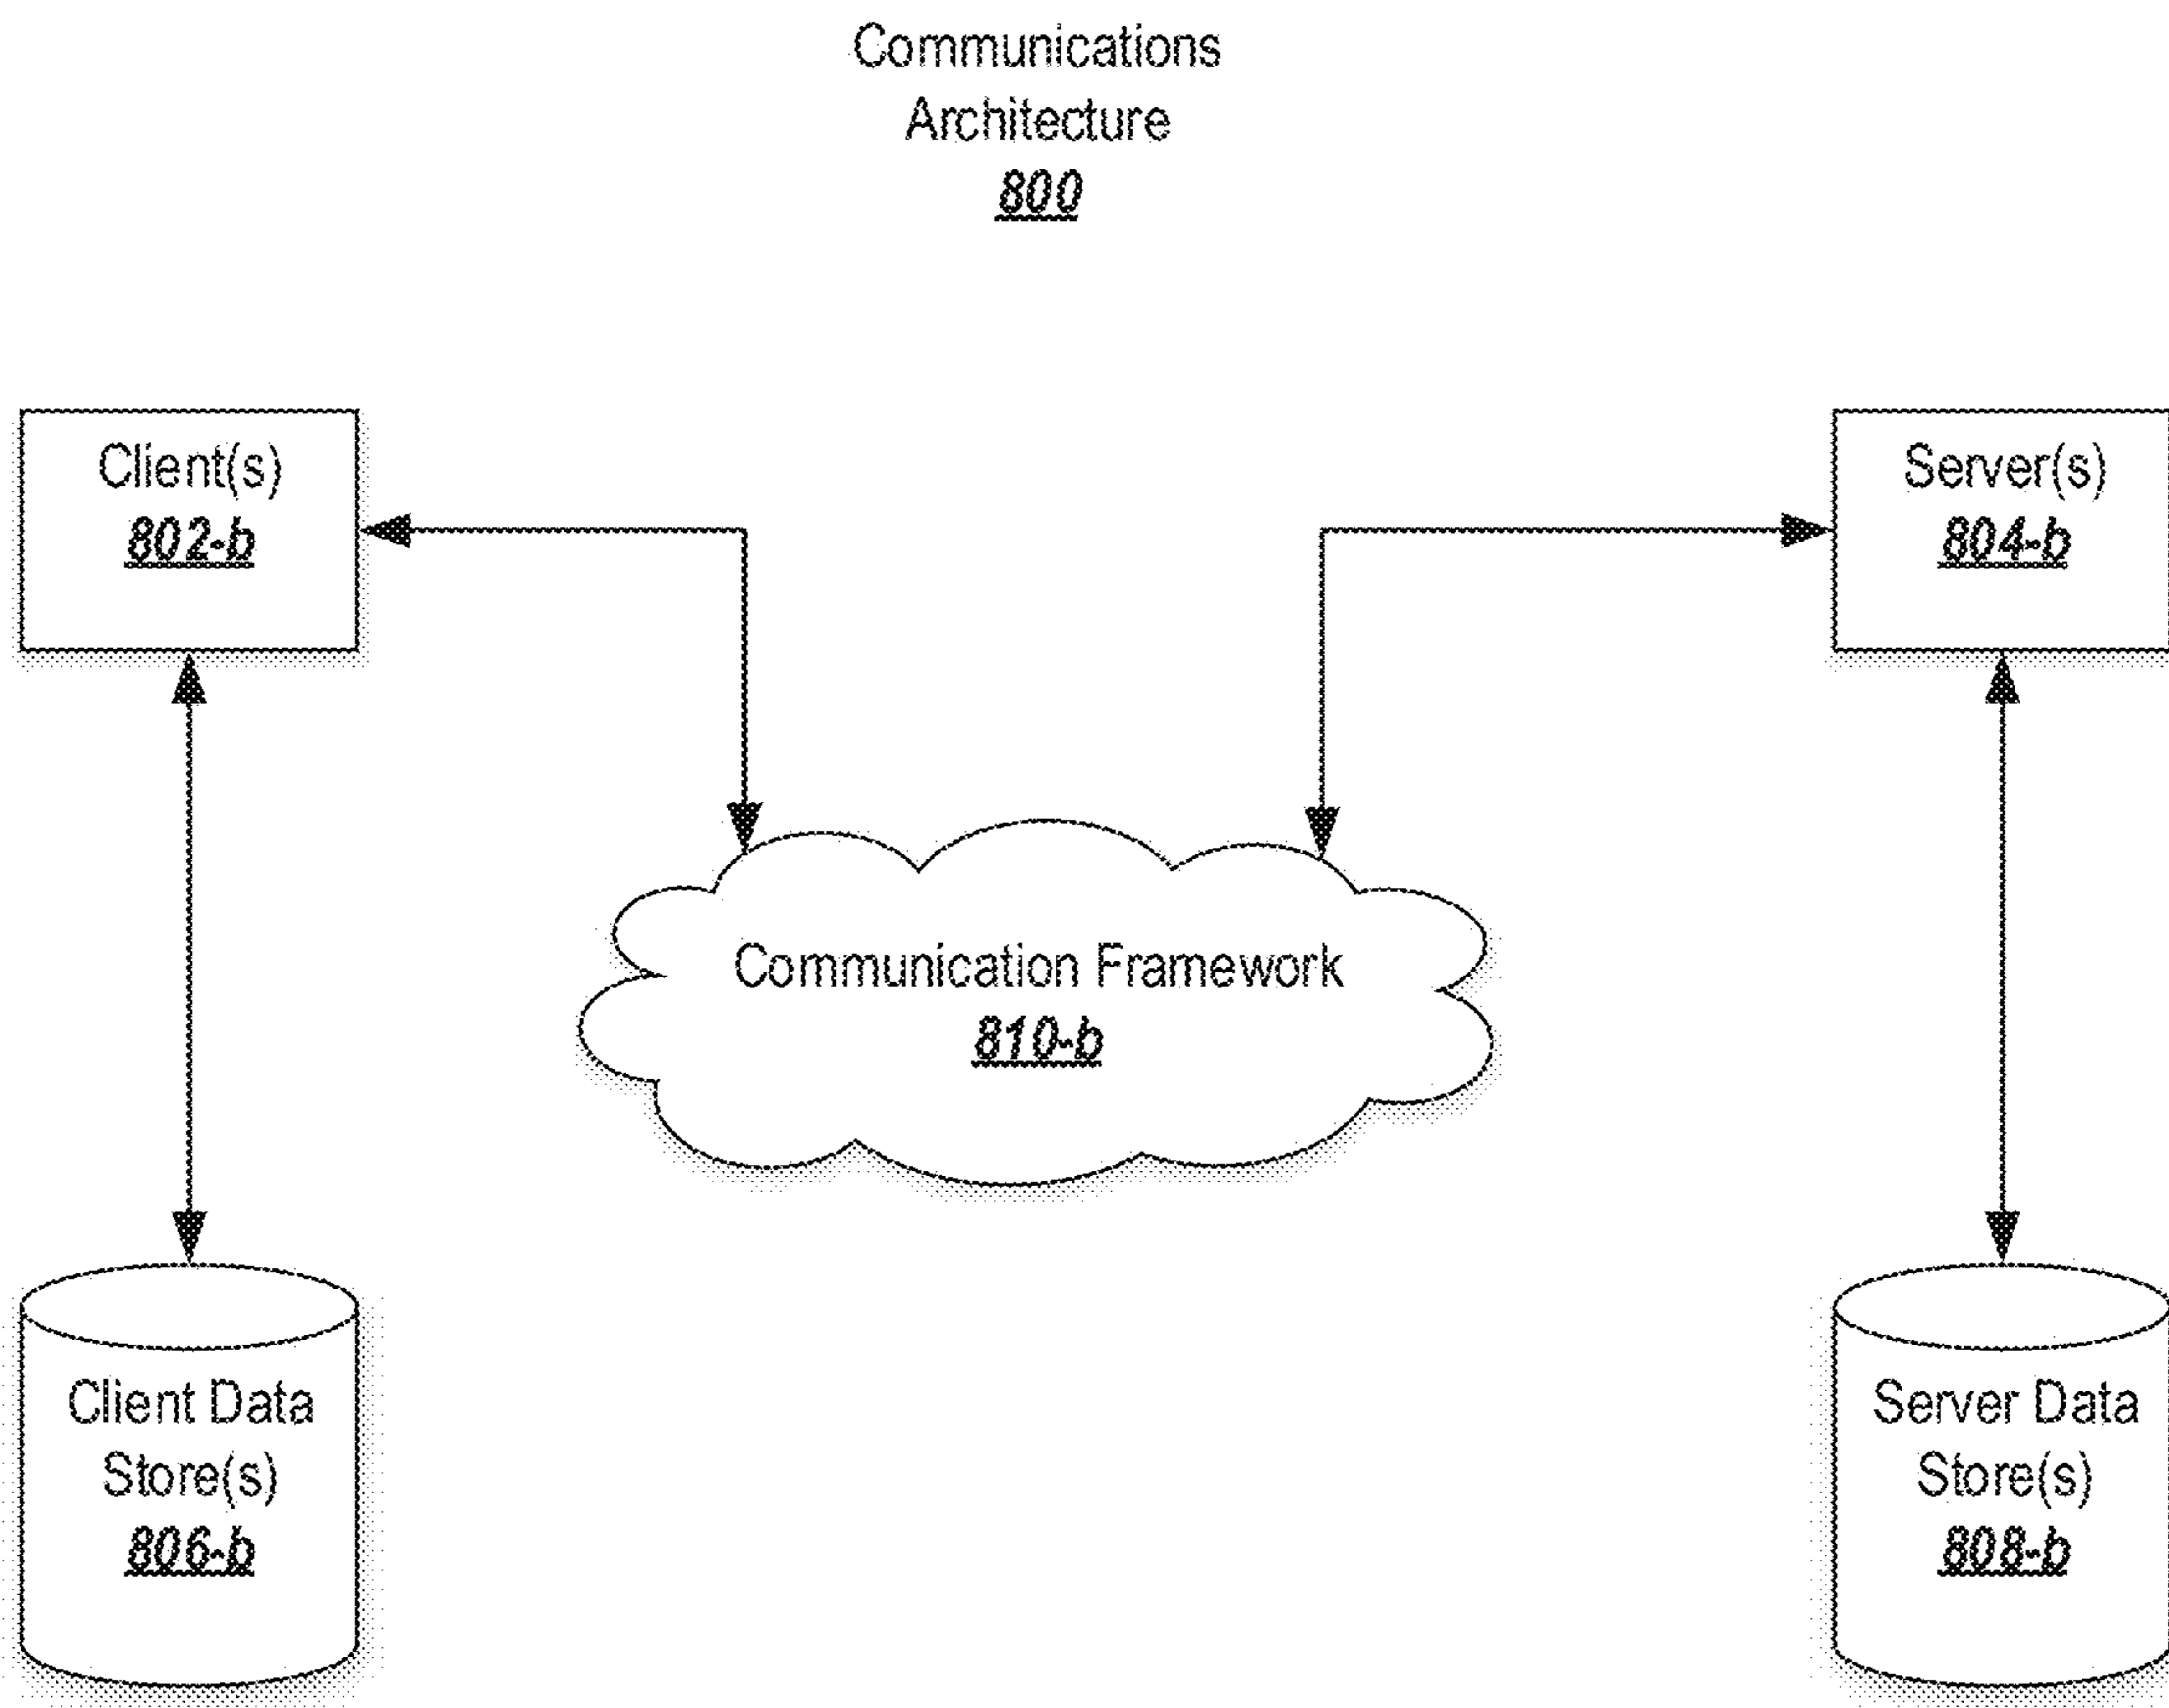 Communications
Architecture
800
Client(s)
802-b
Server(s)
804-b
Communication Framework
810-b
Client Data
Store(s)
806-b
Server Data
Store(s)
808-b